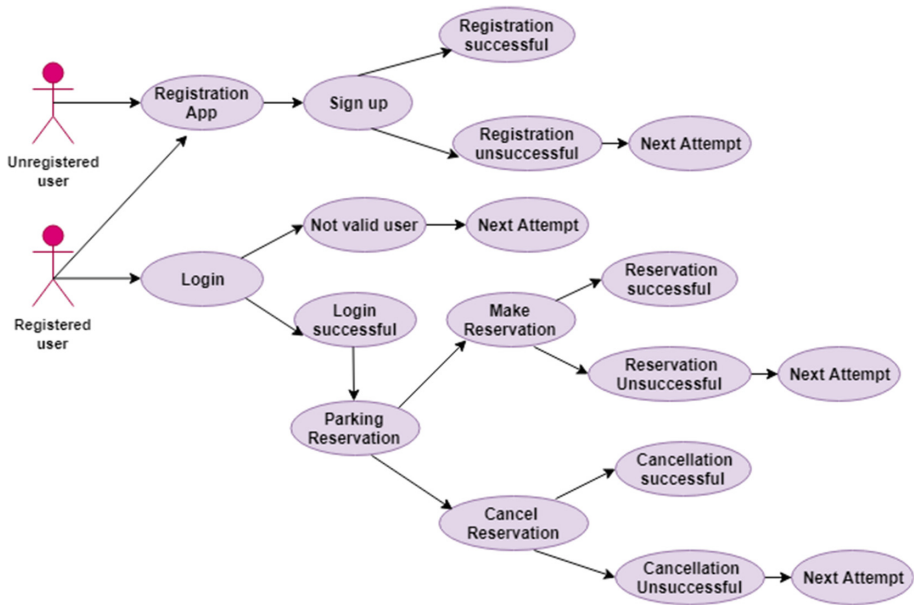 Registration
successful
Registration
App
Sign up
Registration
unsuccessful
Next Attempt
Unregistered
user
Not valid user
Next Attempt
Login
Registered
user
Login
successful
Make
Reservation
Reservation
successful
Reservation
Unsuccessful
Next Attempt
Parking
Reservation
Cancellation
successful
Cancel
Reservation
Cancellation
Unsuccessful
Next Attempt